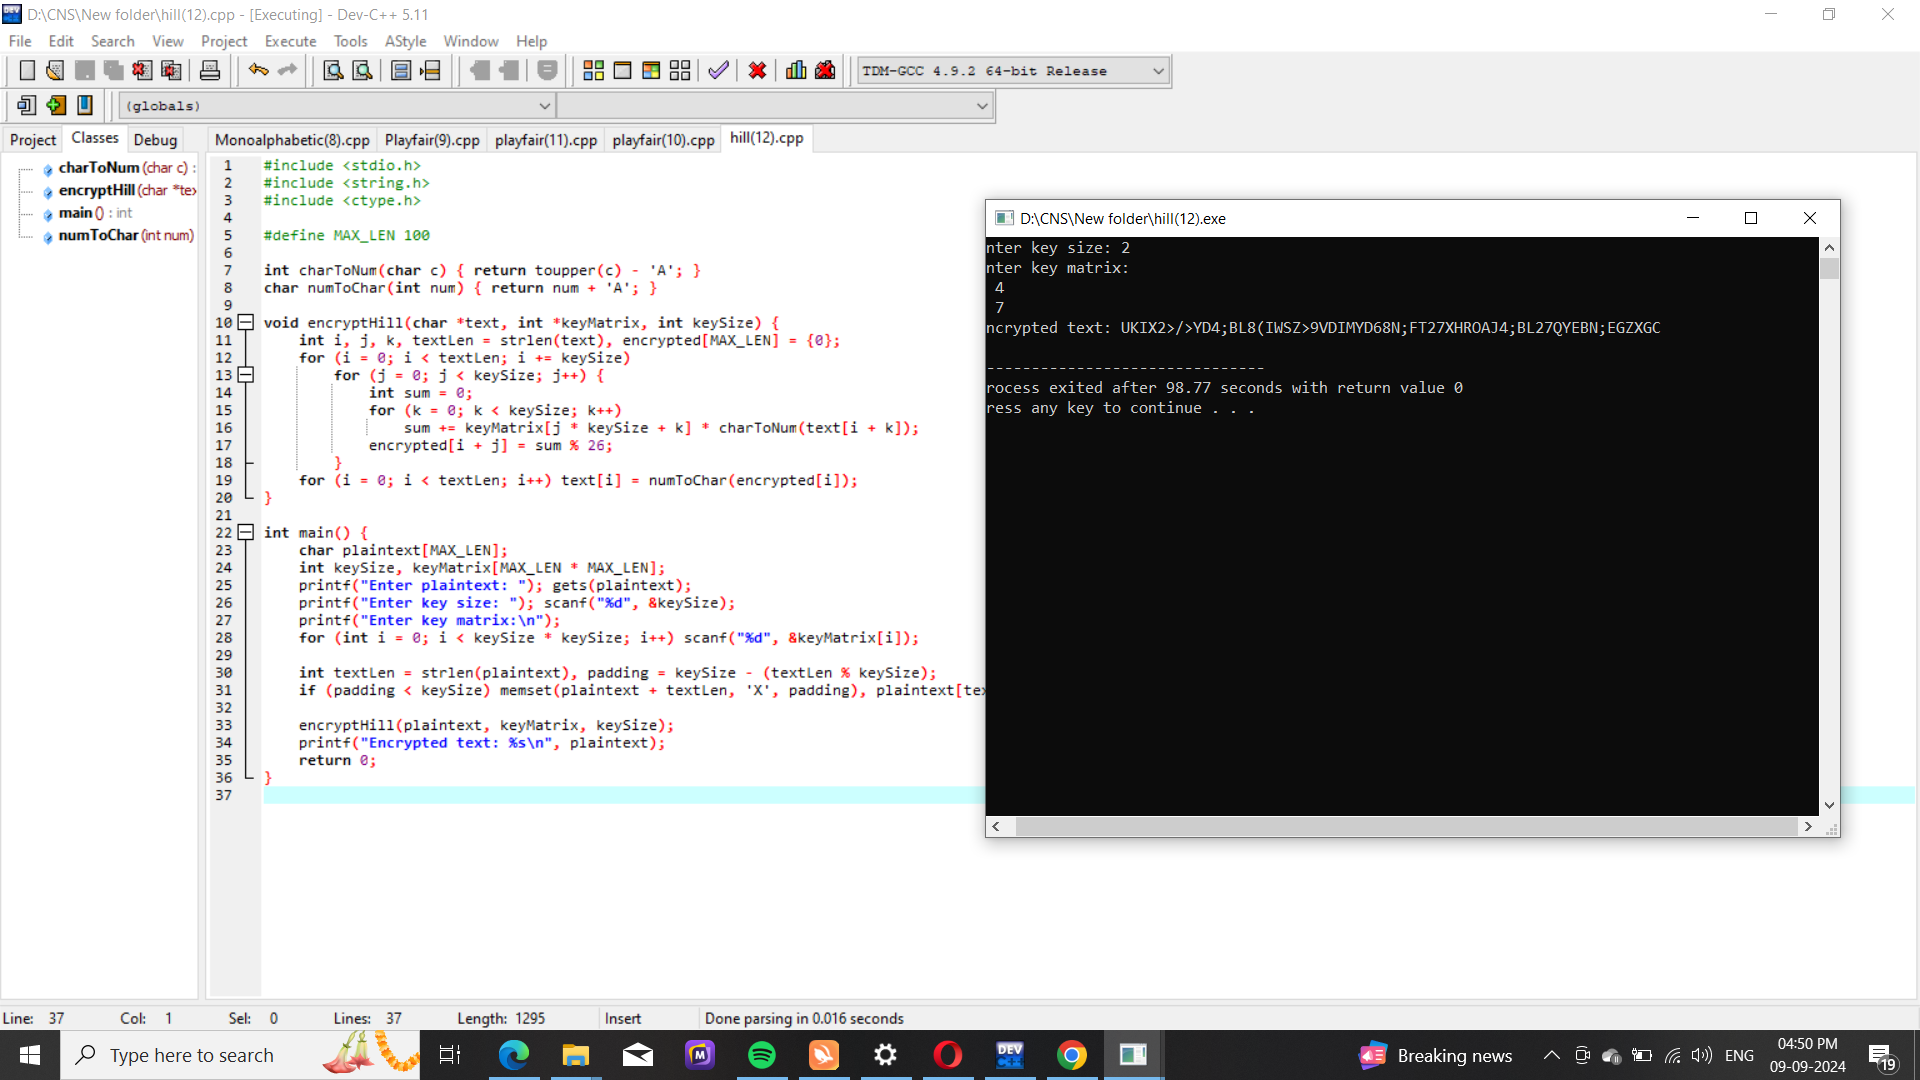 D:\CNS\New folder\hill(12).cpp - [Executing] - Dev-C++ 5.11
File Edit Search View Project Execute Tools AStyle Window Help
TDM-GCC 4.9.2 64-bit Release
(globals)
Project Classes Debug
Monoalphabetic(8).cpp Playfair(9).cpp playfair(11).cpp playfair(10).cpp hill(12).cpp
charToNum (char c) :
encryptHill (char *tex
main () : int
numToChar (int num)
1 #include <stdio.h>
2 #include <string.h>
3 #include <ctype.h>
4
5 #define MAX_LEN 100
6
7 int charToNum(char c) { return toupper(c) - 'A'; }
8 char numToChar(int num) { return num + 'A'; }
9
10 void encryptHill(char *text, int *keyMatrix, int keySize) {
11 int i, j, k, textLen = strlen(text), encrypted[MAX_LEN] = {0};
12 for (i = 0; i < textLen; i += keySize)
13 for (j = 0; j < keySize; j++) {
14 int sum = 0;
15 for (k = 0; k < keySize; k++)
16 sum += keyMatrix[j * keySize + k] * charToNum(text[i + k]);
17 encrypted[i + j] = sum % 26;
18 }
19 for (i = 0; i < textLen; i++) text[i] = numToChar(encrypted[i]);
20 }
21
22 int main() {
23 char plaintext[MAX_LEN];
24 int keySize, keyMatrix[MAX_LEN * MAX_LEN];
25 printf("Enter plaintext: "); gets(plaintext);
26 printf("Enter key size: "); scanf("%d", &keySize);
27 printf("Enter key matrix:\n");
28 for (int i = 0; i < keySize * keySize; i++) scanf("%d", &keyMatrix[i]);
29
30 int textLen = strlen(plaintext), padding = keySize - (textLen % keySize);
31 if (padding < keySize) memset(plaintext + textLen, 'X', padding), plaintext[tex
32
33 encryptHill(plaintext, keyMatrix, keySize);
34 printf("Encrypted text: %s\n", plaintext);
35 return 0;
36 }
37
D:\CNS\New folder\hill(12).exe
nter key size: 2
nter key matrix:
4
7
ncrypted text: UKIX2>/>YD4;BL8(IWSZ>9VDIMYD68N;FT27XHROAJ4;BL27QYEBN;EGZXGC
-------------------------------
rocess exited after 98.77 seconds with return value 0
ress any key to continue . . .
Line: 37 Col: 1 Sel: 0 Lines: 37 Length: 1295 Insert Done parsing in 0.016 seconds
Type here to search
DEV
Breaking news
ENG
04:50 PM
09-09-2024
19